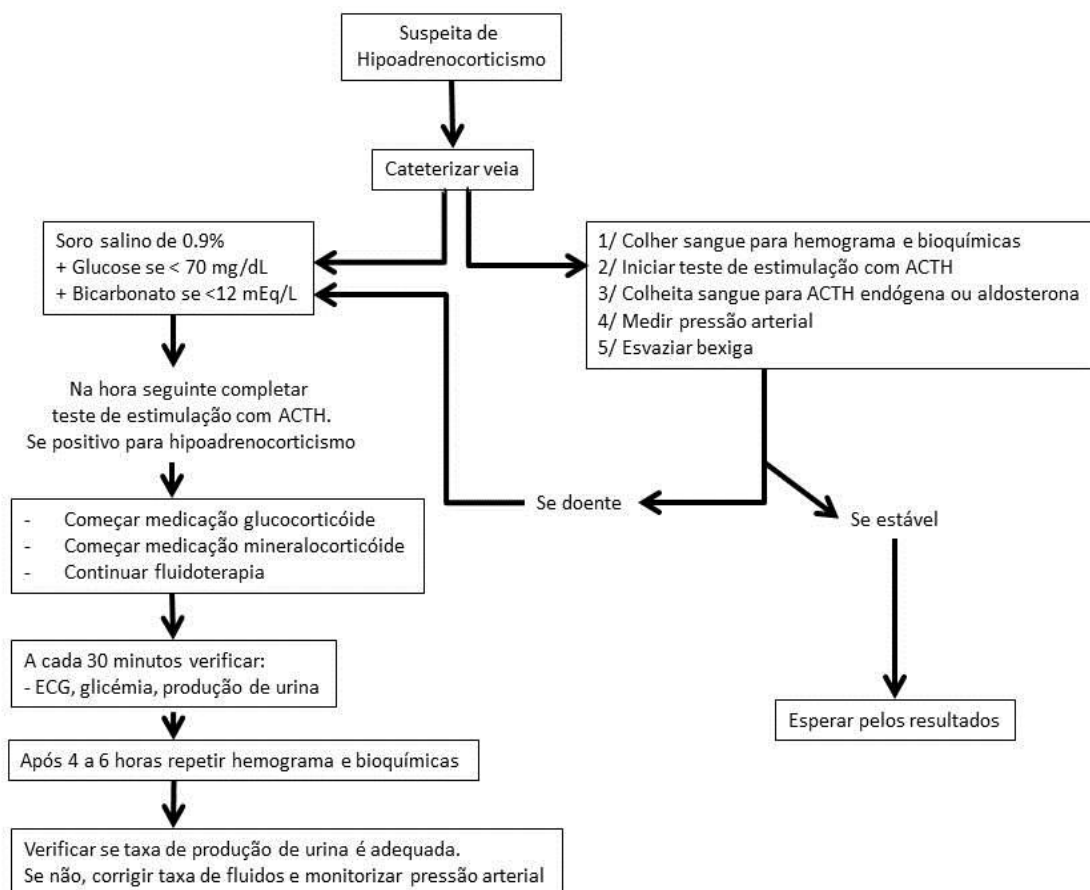 Suspeita de
Hipoadrenocorticismo
Cateterizar veia
Soro salino de 0.9%
+ Glucose se < 70 mg/dL
+ Bicarbonato se <12 mEq/L
1/ Colher sangue para hemograma e bioquímicas
2/ Iniciar teste de estimulação com ACTH
3/ Colheita sangue para ACTH endógena ou aldosterona
4/ Medir pressão arterial
5/ Esvaziar bexiga
Na hora seguinte completar
teste de estimulação com ACTH.
Se positivo para hipoadrenocorticismo
Se doente
Se estável
- Começar medicação glucocorticóide
- Começar medicação mineralocorticóide
- Continuar fluidoterapia
A cada 30 minutos verificar:
- ECG, glicémia, produção de urina
Esperar pelos resultados
Após 4 a 6 horas repetir hemograma e bioquímicas
Verificar se taxa de produção de urina é adequada.
Se não, corrigir taxa de fluidos e monitorizar pressão arterial